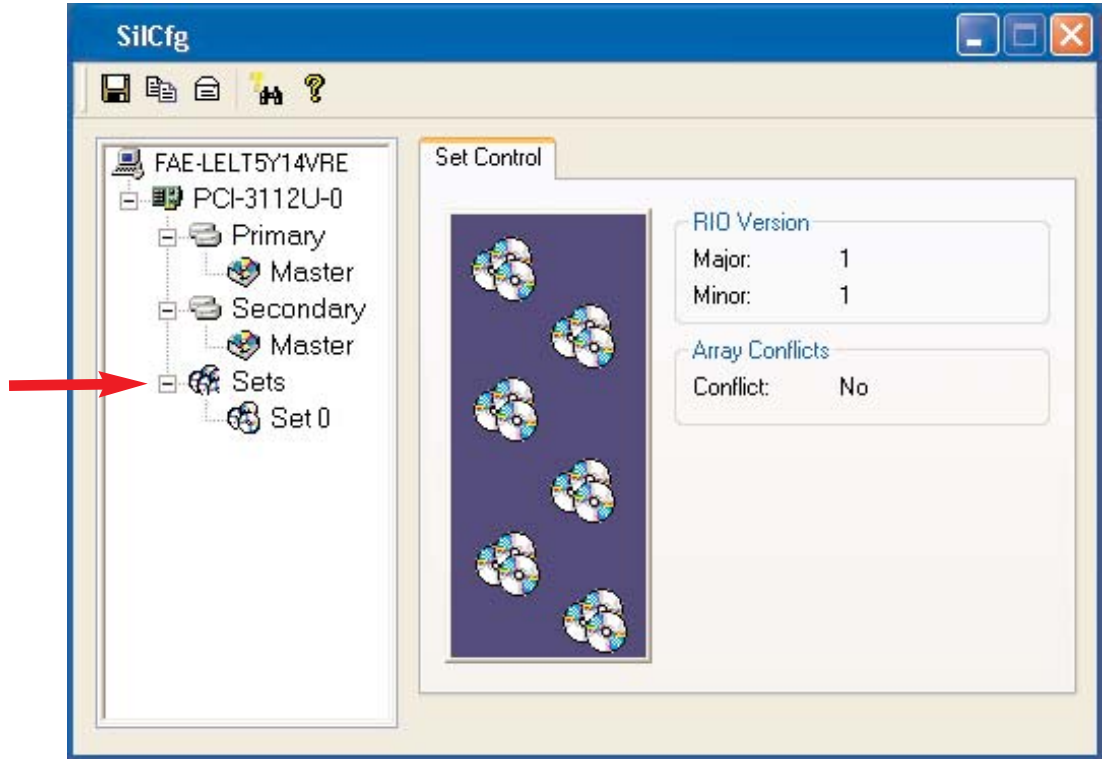 SilCfg
FAE-LELT5Y14VRE
PCI-3112U-0
Primary
Master
Secondary
Master
Sets
Set 0
Set Control
RIO Version
Major: 1
Minor: 1
Array Conflicts
Conflict: No